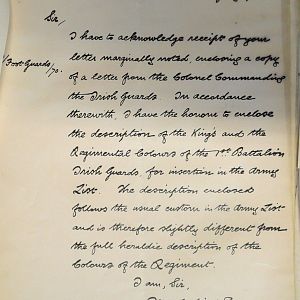 Sir,
I have to acknowledge receipt of your
letter marginally noted, enclosing a copy
Foot Guards/70.
of a letter from the Colonel Commanding
the Irish Guards. In accordance
therewith, I have the honour to enclose
the description of the King's and the
Regimental Colours of the 1st Battalion
Irish Guards, for insertion in the Army
List. The description enclosed
follows the usual custom in the Army List
and is therefore slightly different from
the full heraldic description of the
Colours of the Regiment.
I am, Sir,